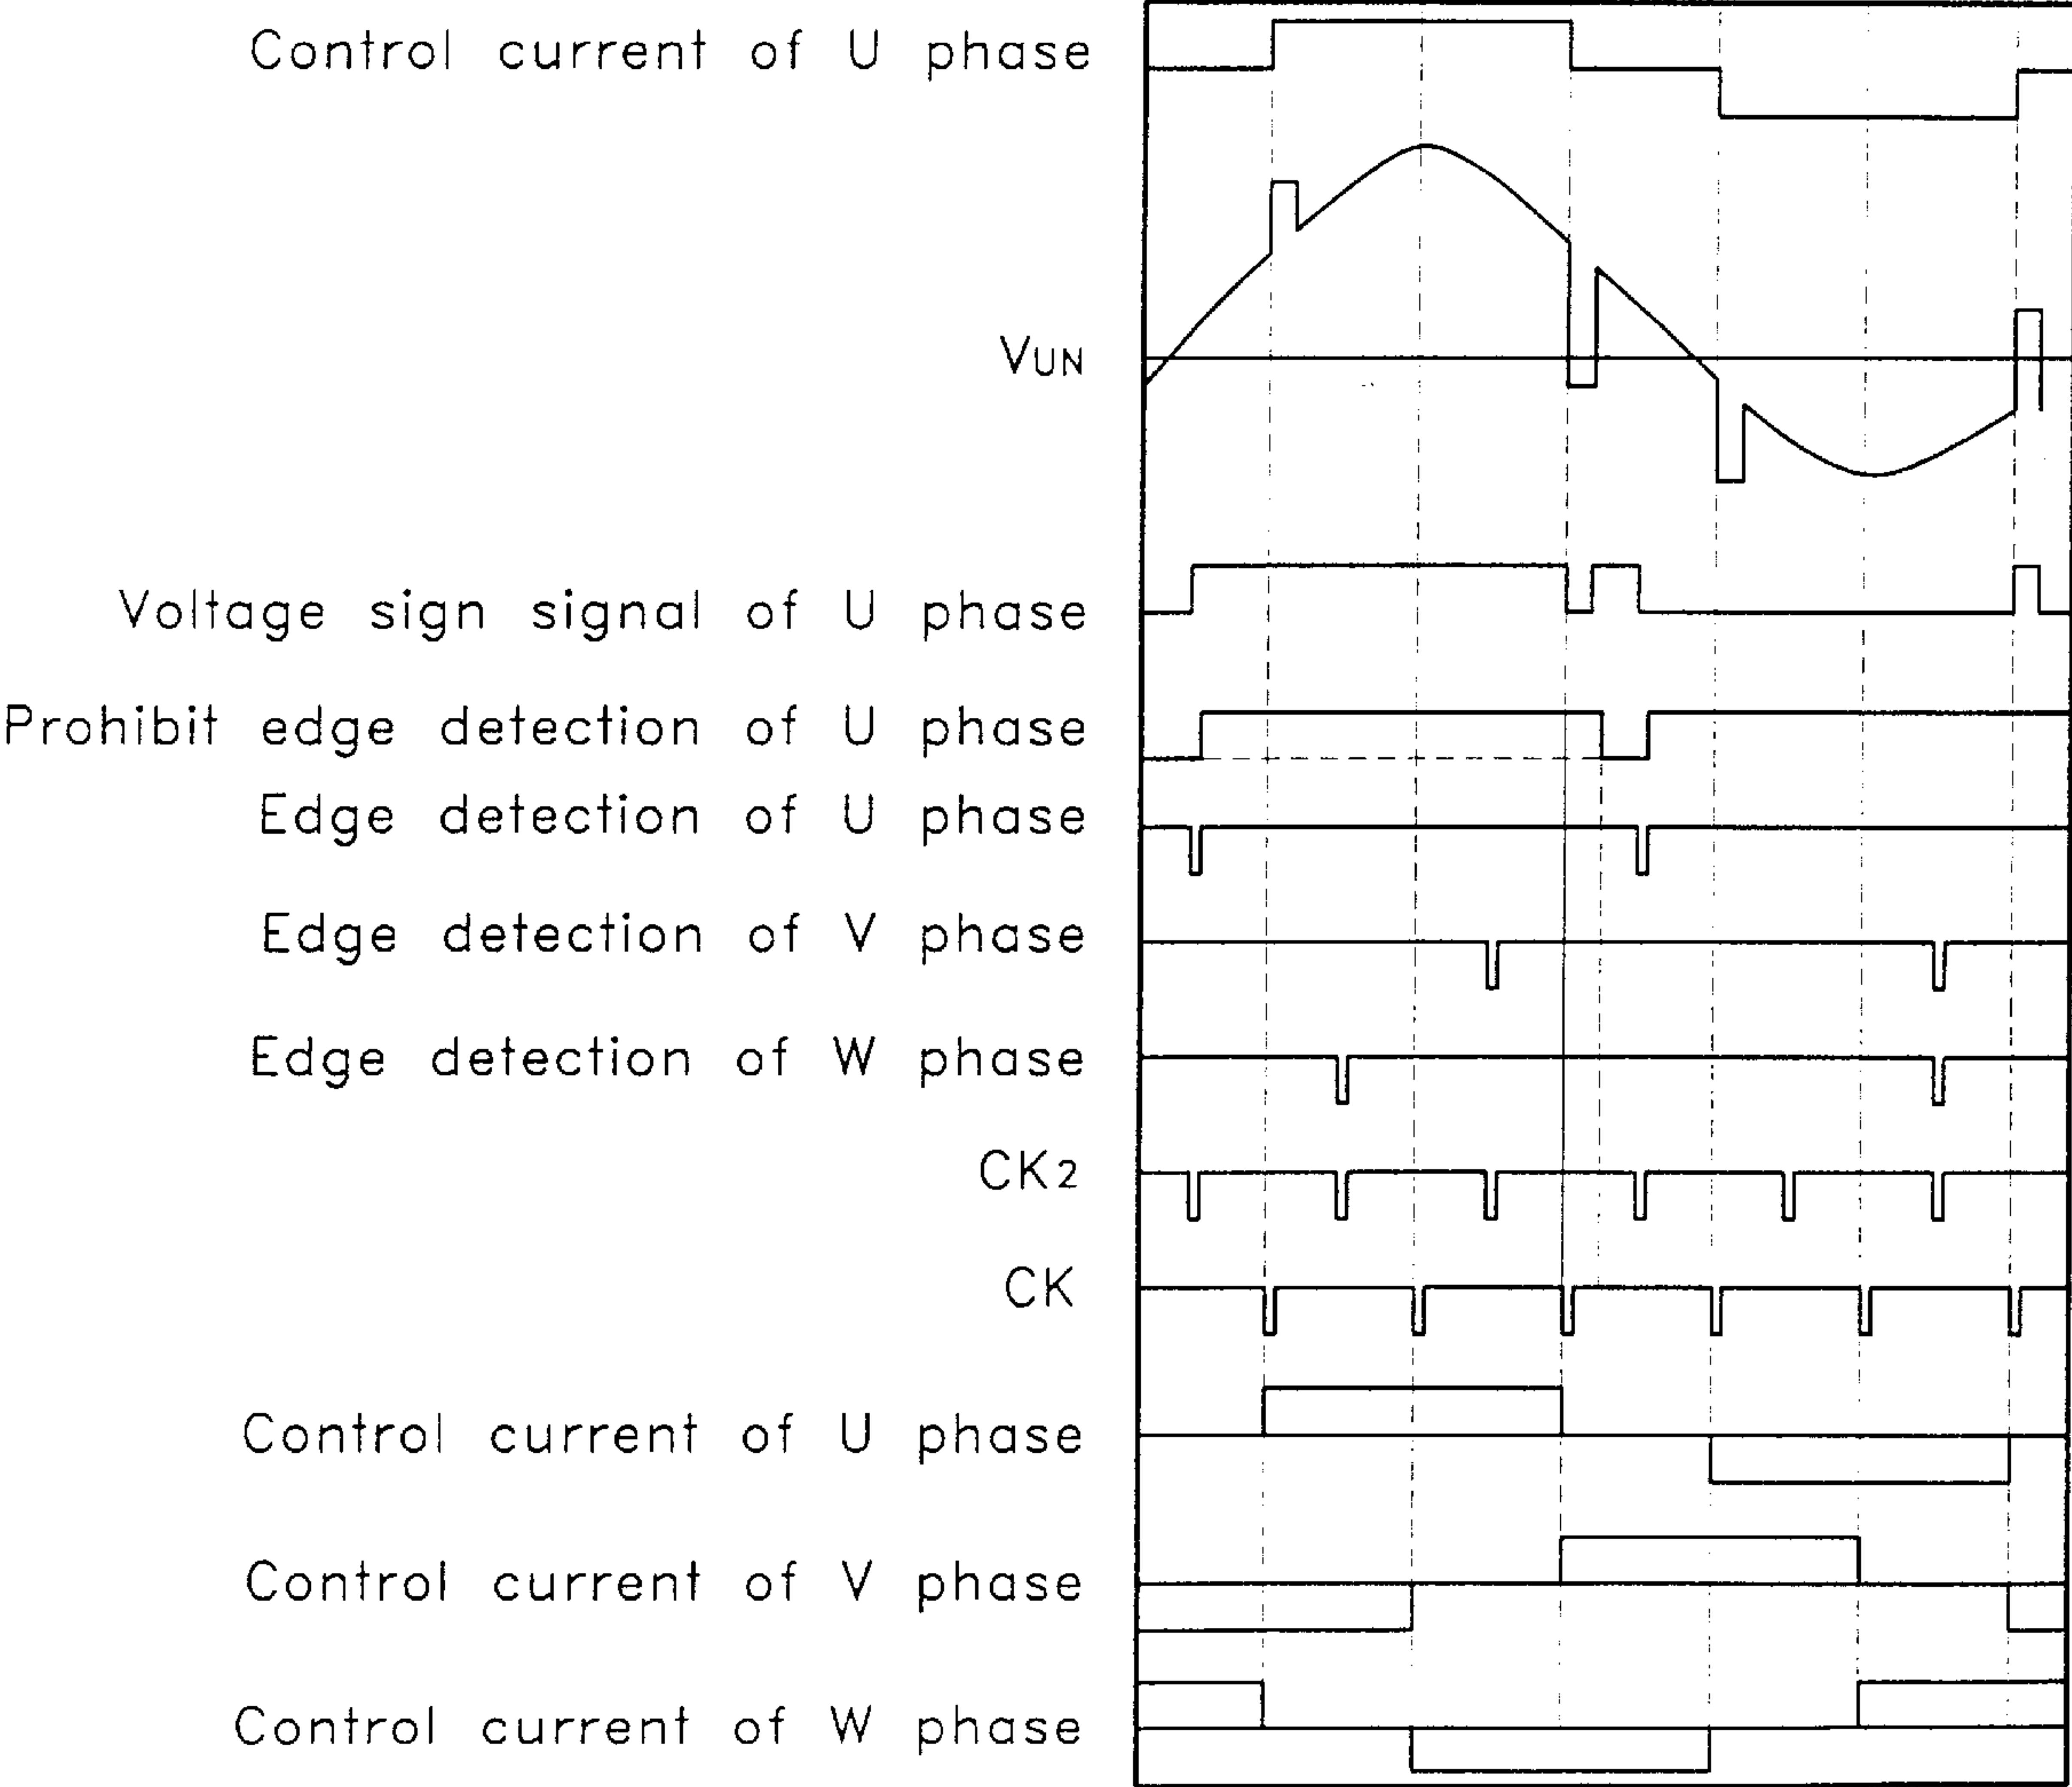 Control current of U phase
VUN
Voltage sign signal of U phase
Prohibit edge detection of U phase
Edge detection of U phase
Edge detection of V phase
Edge detection of W phase
CK2
CK
Control current of U phase
Control current of V phase
Control current of W phase